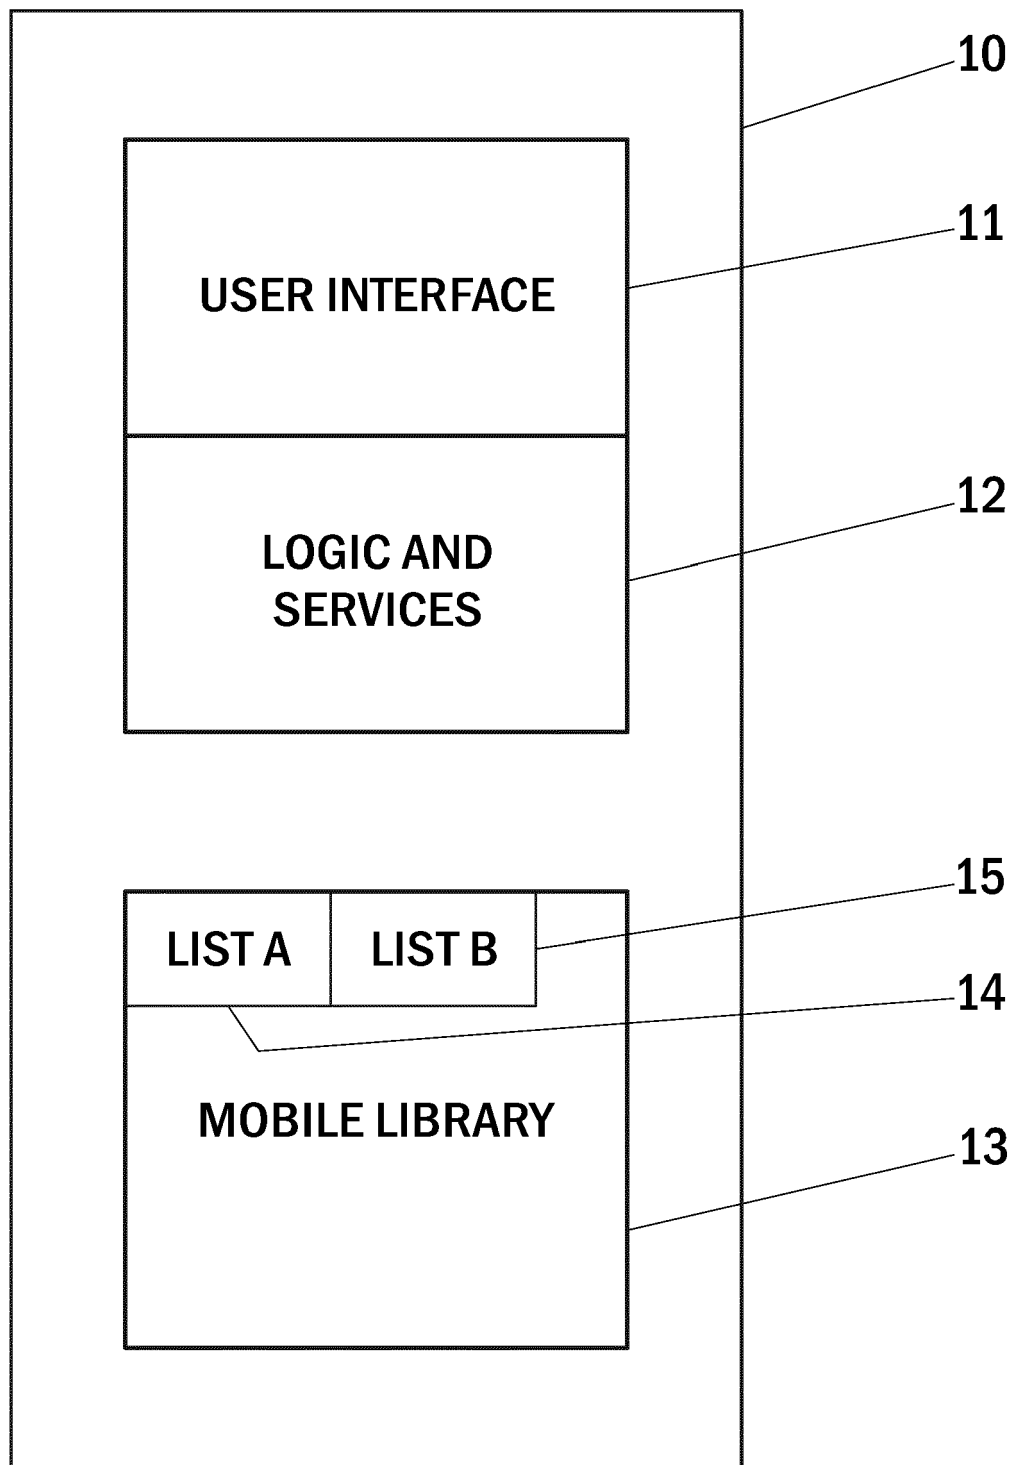 10
11
USER INTERFACE
12
LOGIC AND
SERVICES
15
LIST A LIST B
14
MOBILE LIBRARY
13